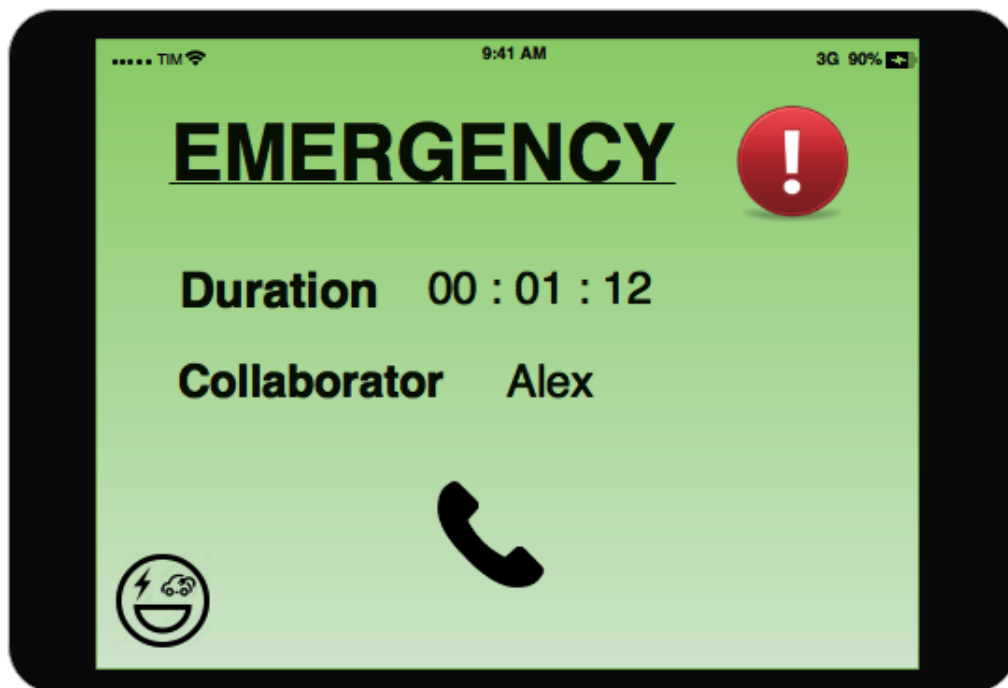 TIM 9:41 AM 3G 90%
EMERGENCY !
Duration 00 : 01 : 12
Collaborator Alex